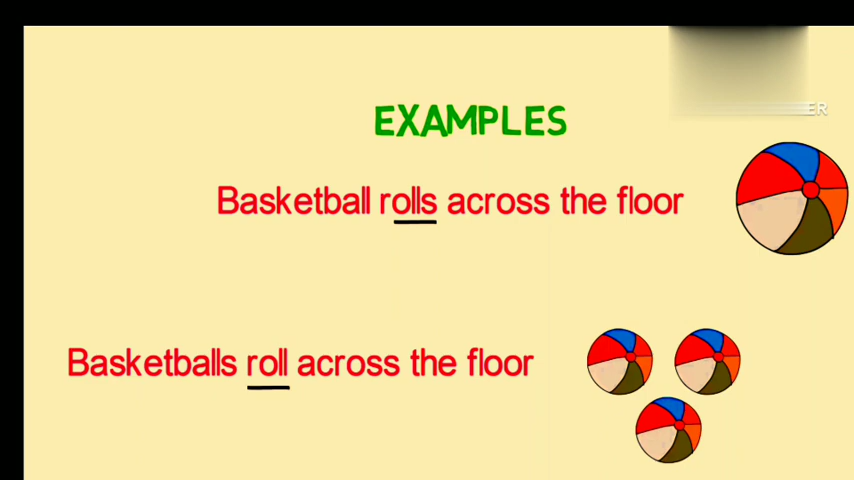 EXAMPLES
Basketball rolls across the floor
Basketballs roll across the floor